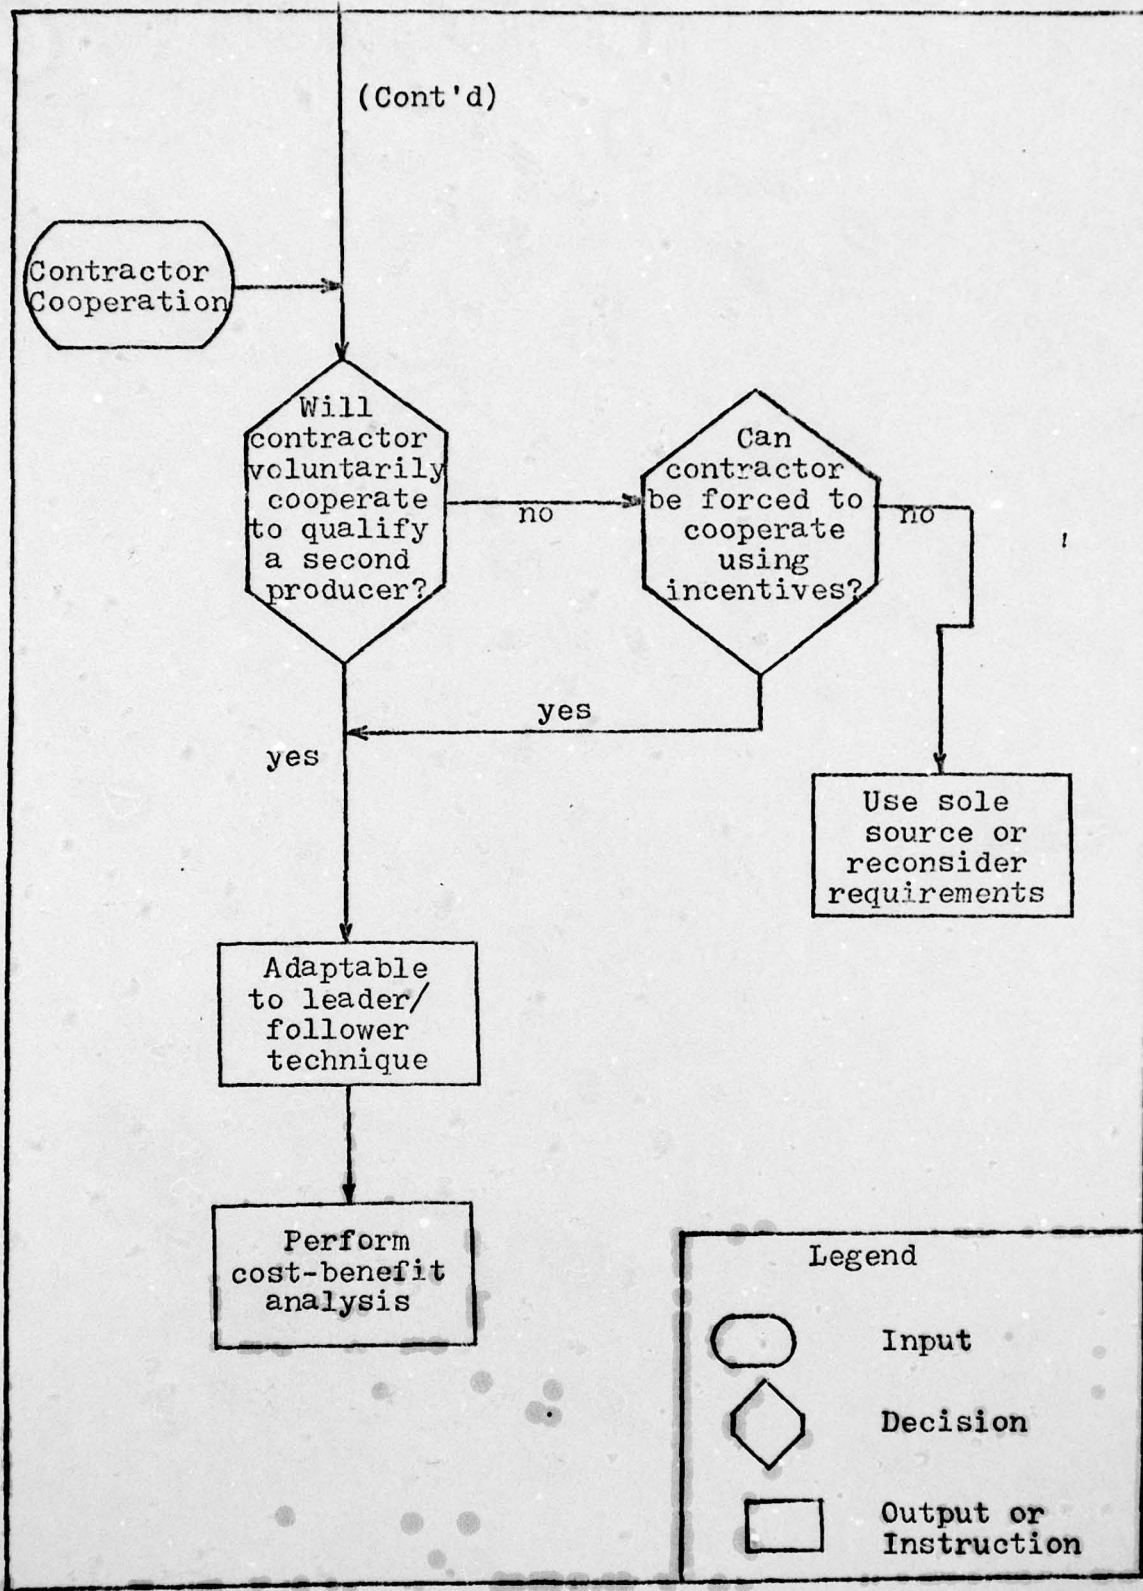 (Cont'd)
Contractor
Cooperation
Will
contractor
voluntarily
cooperate
to qualify
a second
producer?
no
Can
contractor
be forced to
cooperate
using
incentives?
no
yes
yes
Use sole
source or
reconsider
requirements
Adaptable
to leader/
follower
technique
Perform
cost-benefit
analysis
Legend
Input
Decision
Output or
Instruction